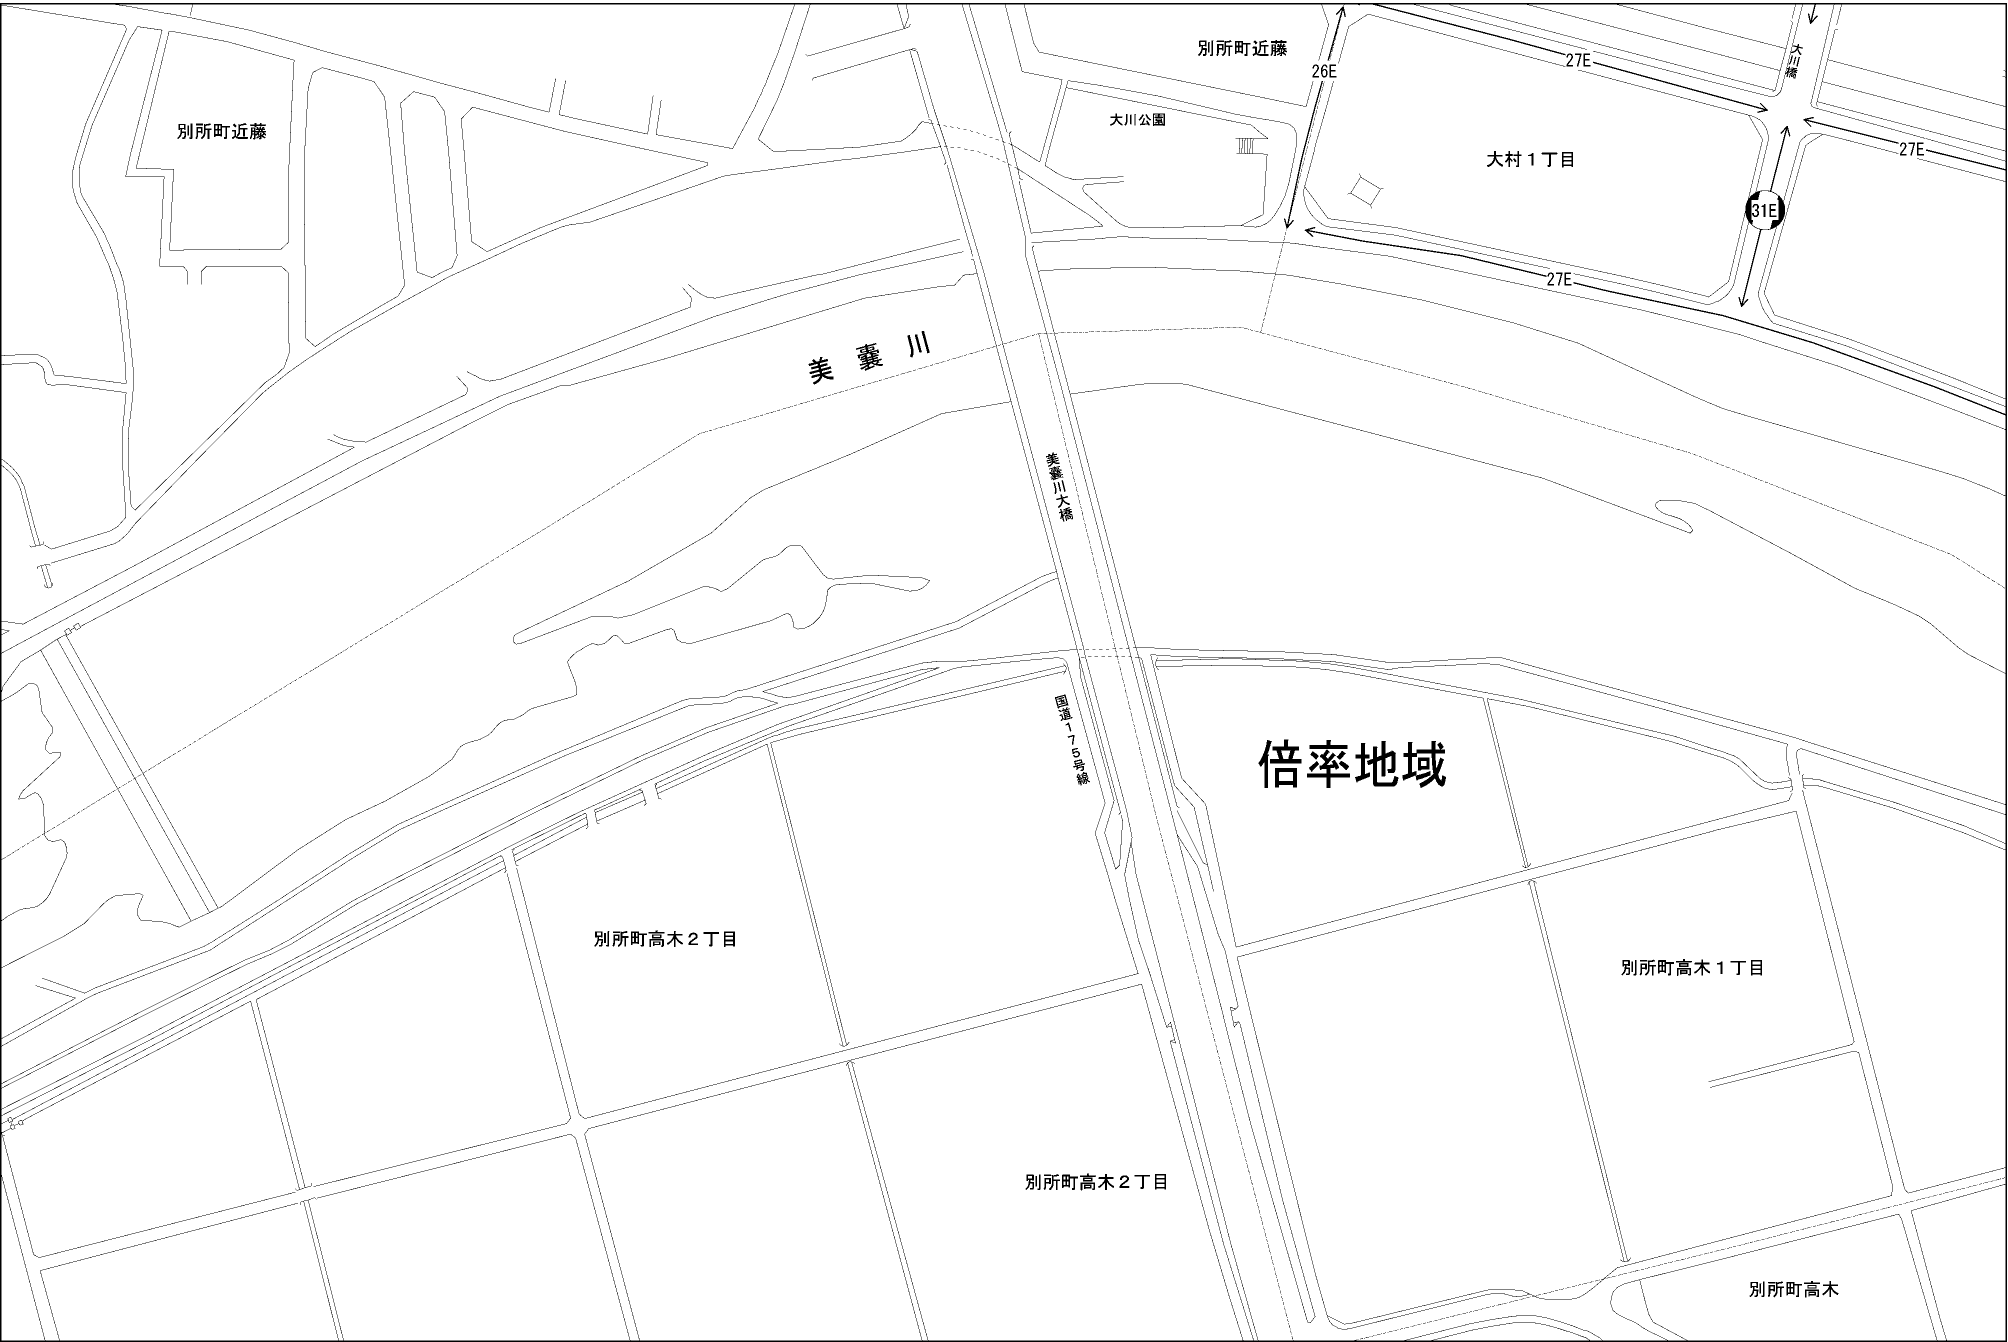 別所町近藤
26E
27E
大川橋
別所町近藤
大川公園
大村１丁目
27E
31E
27E
美嚢川
美嚢川大橋
国道１７５号線
倍率地域
別所町高木２丁目
別所町高木１丁目
別所町高木２丁目
別所町高木